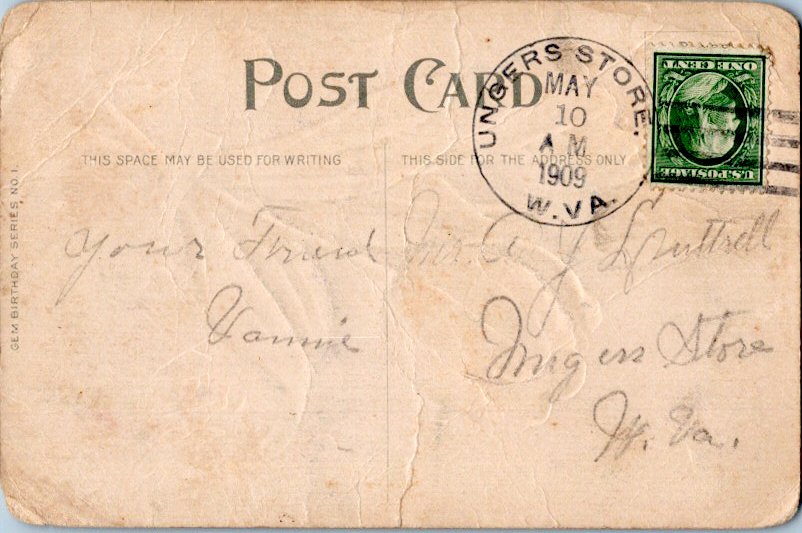 POST CARD
THIS SPACE MAY BE USED FOR WRITING
THIS SIDE FOR THE ADDRESS ONLY
UNGERS STORE.
MAY
10
A M
1909
W. VA.
ONE CENT
U.S. POSTAGE
GEM BIRTHDAY SERIES, NO. 1.
Your Friend
Vannie
A J Luttrell
Ungers Store
W. Va.